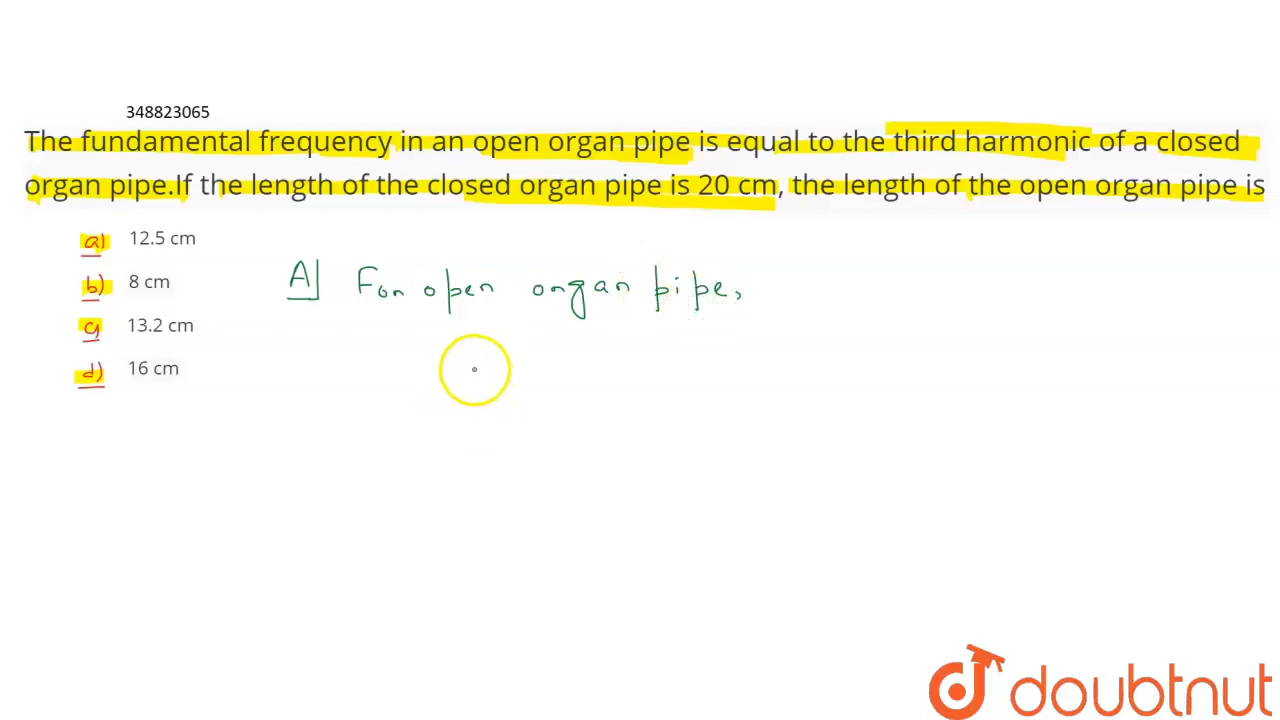 348823065
The fundamental frequency in an open organ pipe is equal to the third harmonic of a closed
organ pipe.If the length of the closed organ pipe is 20 cm, the length of the open organ pipe is
a) 12.5 cm
b) 8 cm
c) 13.2 cm
d) 16 cm
A] For open organ pipe,
doubtnut